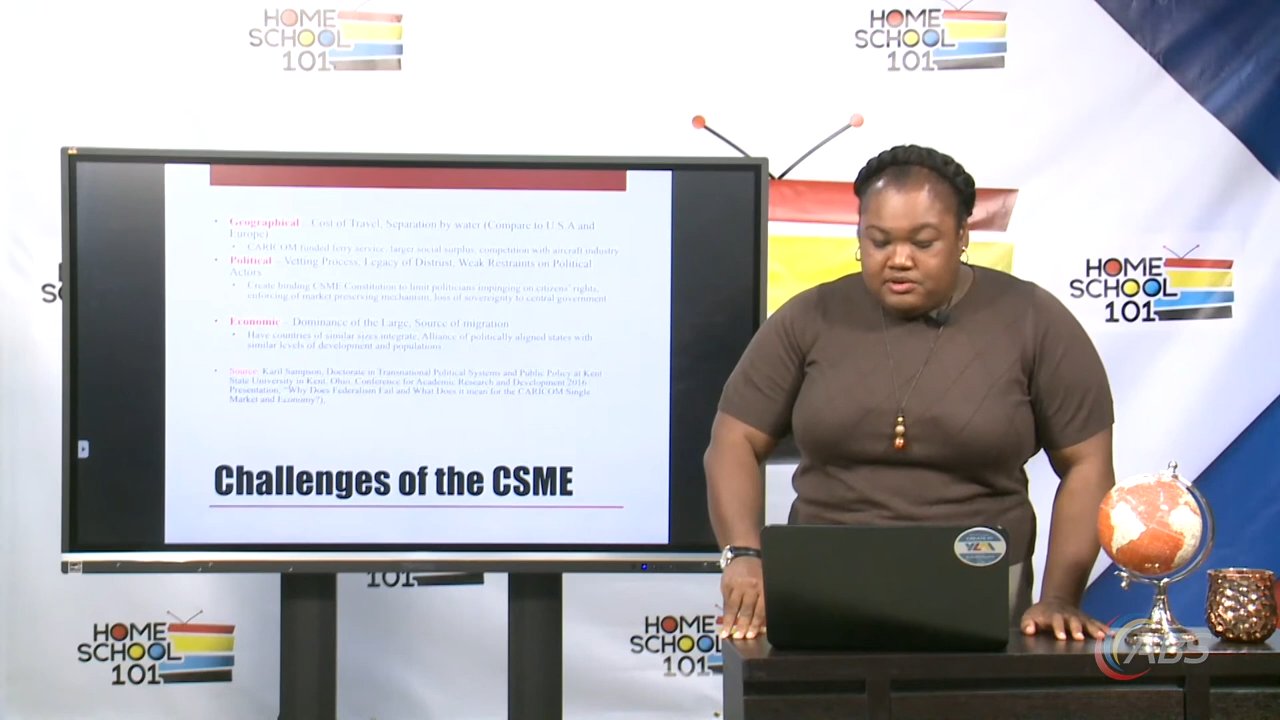 HOME
SCHOOL
101
HOME
SCHOOL
101
• Geographical – Cost of Travel, Separation by water (Compare to U S A and
Europe)
• CARICOM funded ferry service, larger social surplus, competition with aircraft industry
• Political – Vetting Process, Legacy of Distrust, Weak Restraints on Political
Actors
• Create binding CSME Constitution to limit politicians impinging on citizens' rights,
enforcing of market preserving mechanism, loss of sovereignty to central government
• Economic – Dominance of the Large, Source of migration
• Have countries of similar sizes integrate, Alliance of politically aligned states with
similar levels of development and populations
• Source: Karil Sampson, Doctorate in Transnational Political Systems and Public Policy at Kent
State University in Kent, Ohio, Conference for Academic Research and Development 2016
Presentation, "Why Does Federalism Fail and What Does it mean for the CARICOM Single
Market and Economy?),
Challenges of the CSME
HOME
SCHOOL
101
101
HOME
SCHOOL
101
HOME
SCHOOL
101
ABS